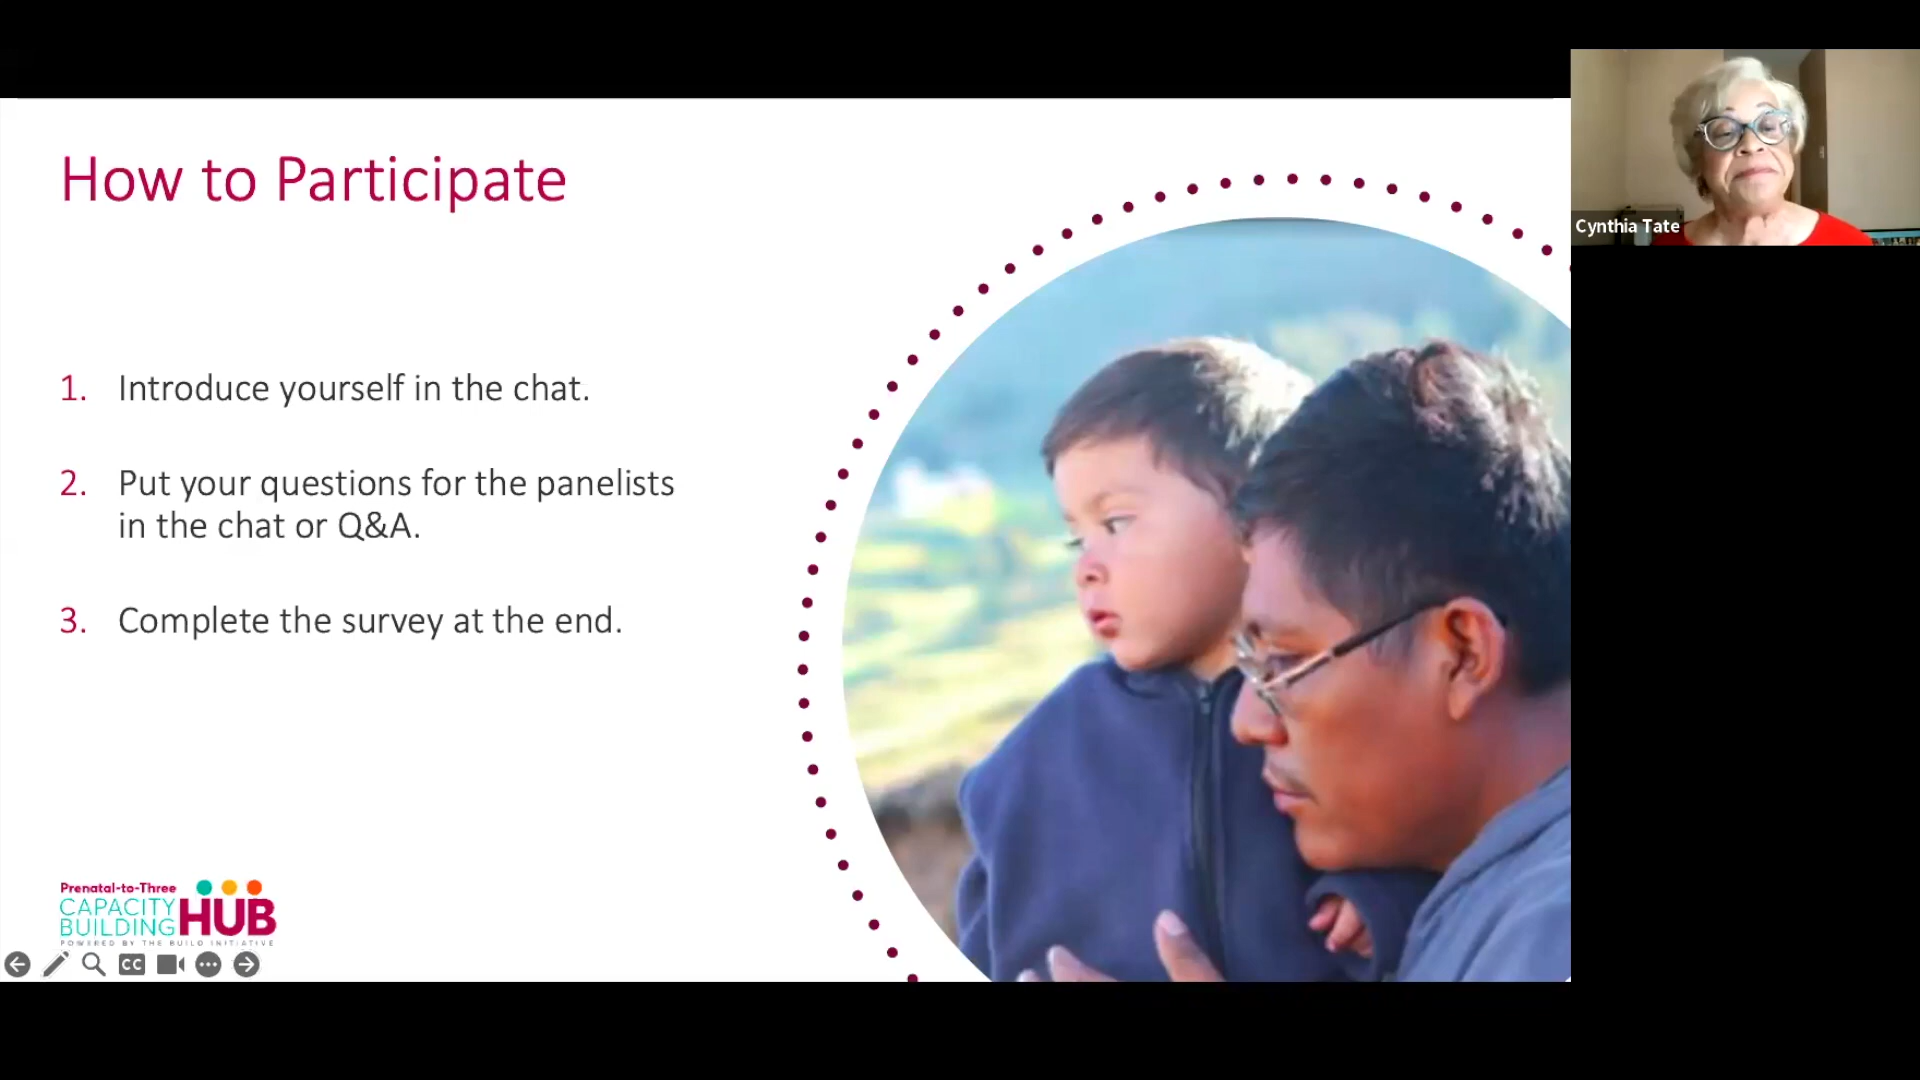 How to Participate
1. Introduce yourself in the chat.
2. Put your questions for the panelists
in the chat or Q&A.
3. Complete the survey at the end.
Prenatal-to-Three
CAPACITY
BUILDING
HUB
POWERED BY THE BUILD INITIATIVE
CC
Cynthia Tate